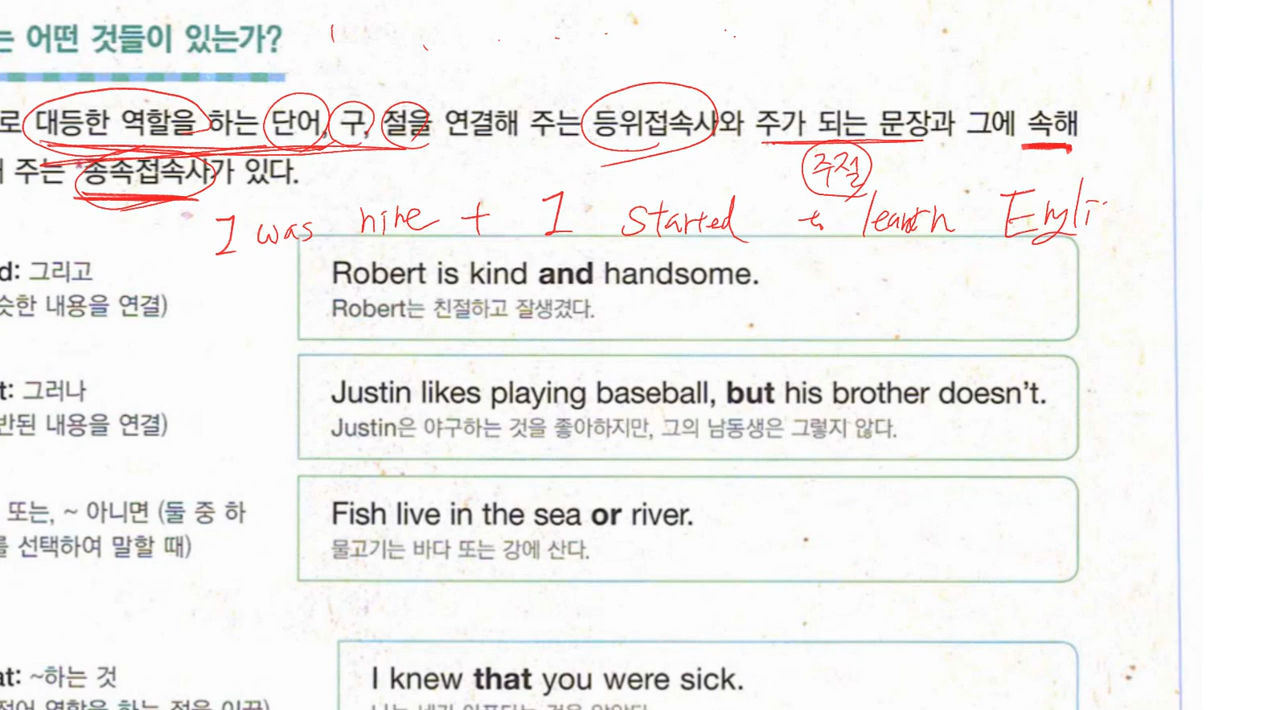 는 어떤 것들이 있는가?
로 대등한 역할을 하는 단어, 구, 절을 연결해 주는 등위접속사와 주가 되는 문장과 그에 속해
주는 종속접속사가 있다.
주절
I was nine + I started to learn Engli
d: 그리고
슷한 내용을 연결)
Robert is kind and handsome.
Robert는 친절하고 잘생겼다.
t: 그러나
반된 내용을 연결)
Justin likes playing baseball, but his brother doesn't.
Justin은 야구하는 것을 좋아하지만, 그의 남동생은 그렇지 않다.
또는, ~ 아니면 (둘 중 하
를 선택하여 말할 때)
Fish live in the sea or river.
물고기는 바다 또는 강에 산다.
at: ~하는 것
I knew that you were sick.